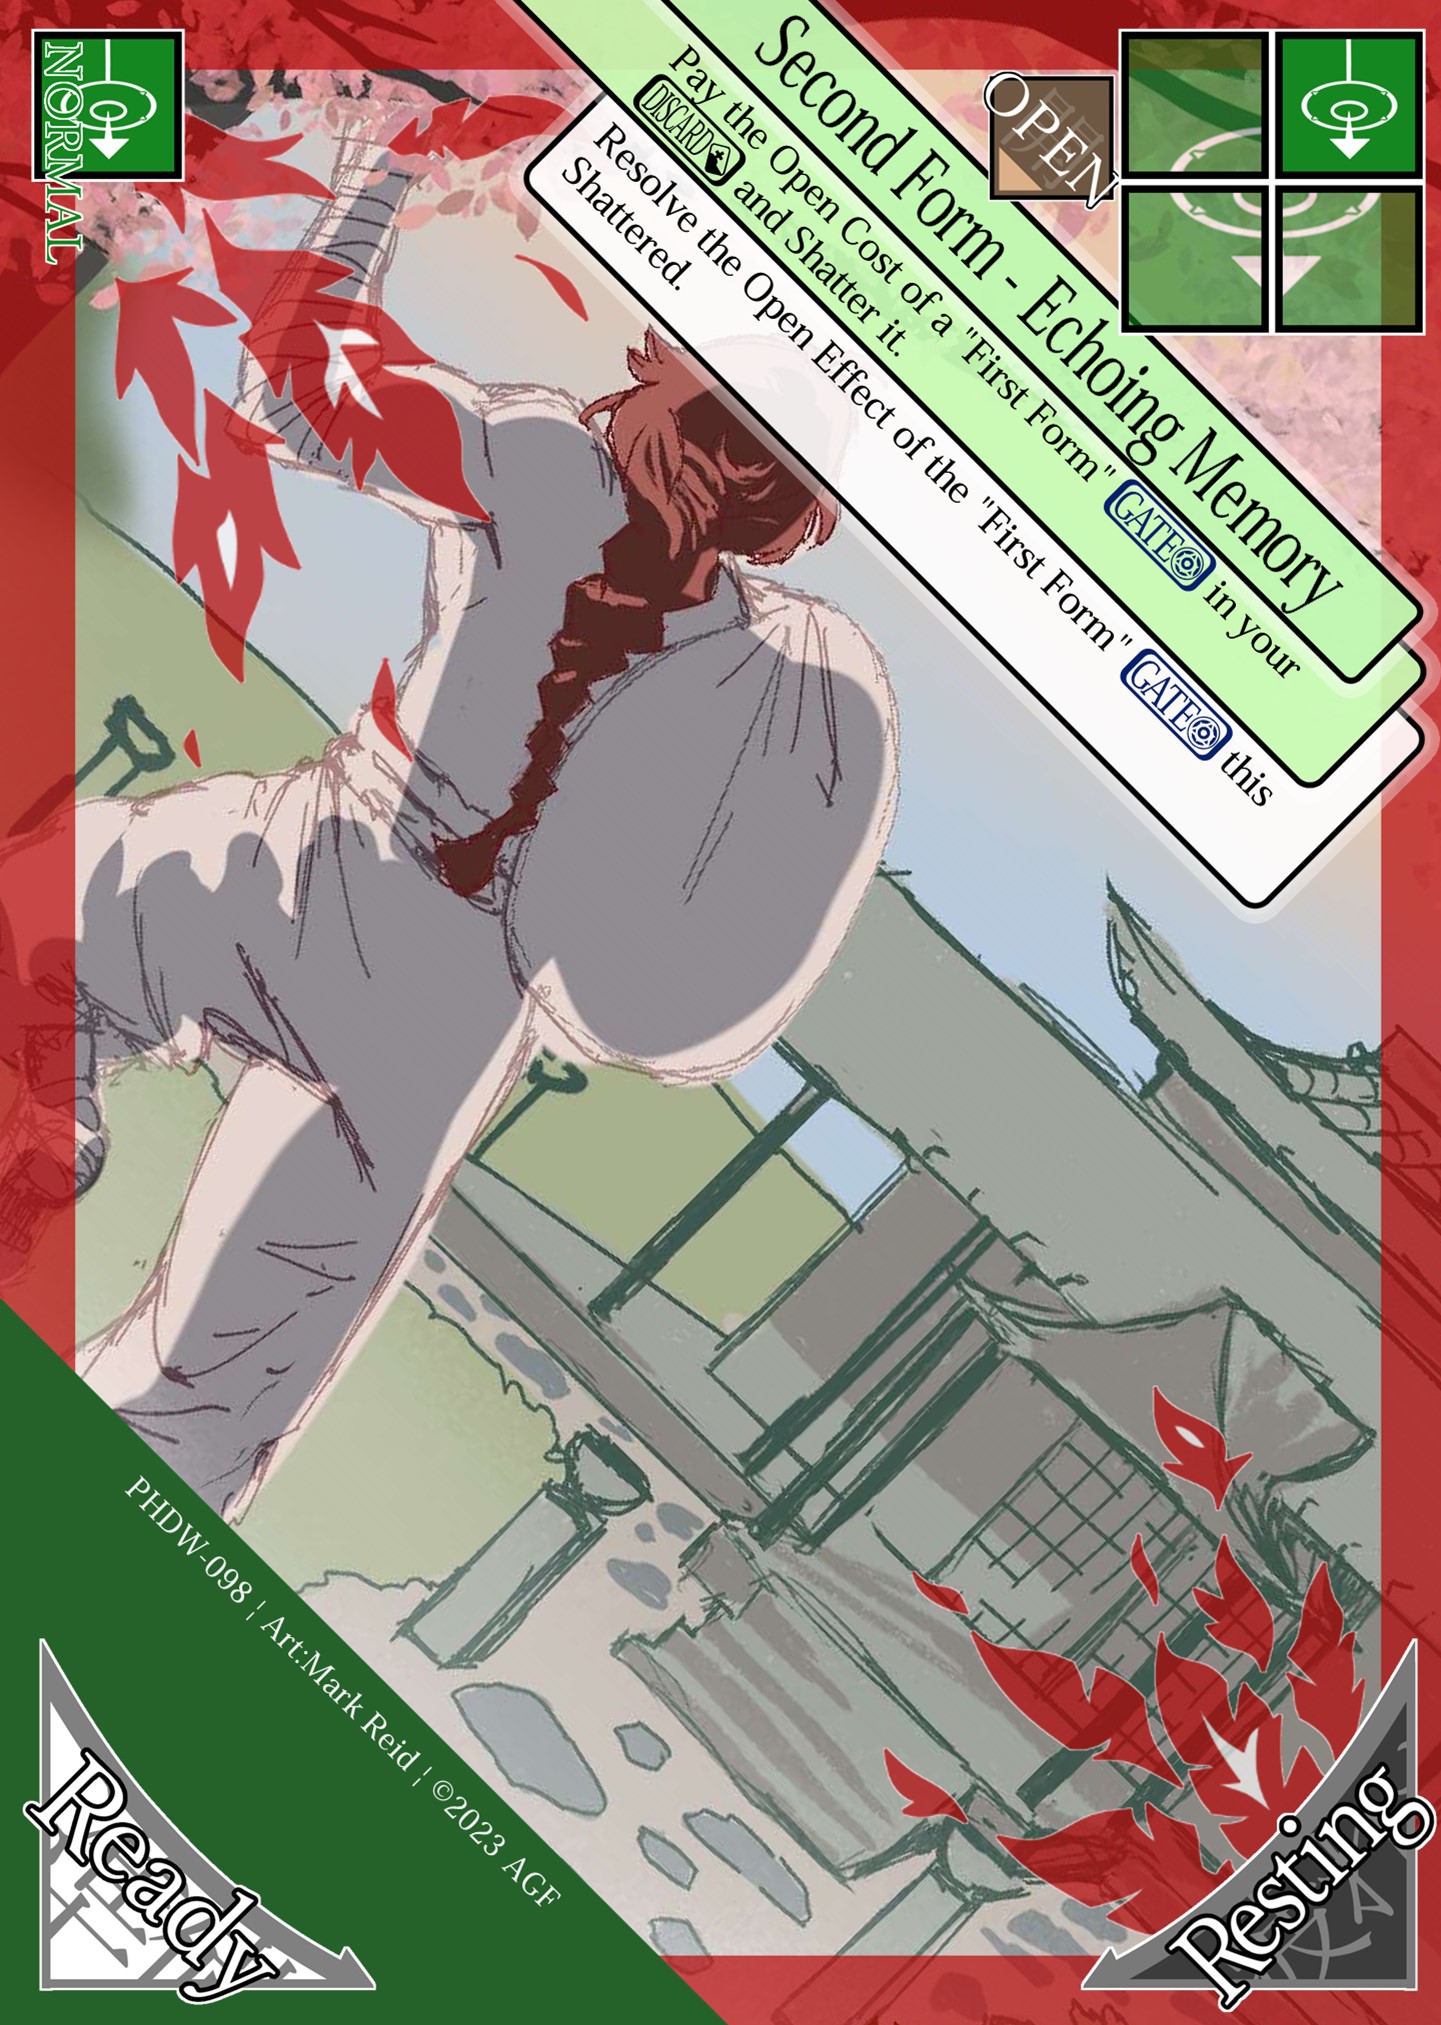 NORMAL
OPEN
Second Form - Echoing Memory
Pay the Open Cost of a "First Form" GATE in your
DISCARD and Shatter it.
Resolve the Open Effect of the "First Form" GATE this
Shattered.
PHDW-098 ¦ Art:Mark Reid ¦ ©2023 AGF
Ready
Resting